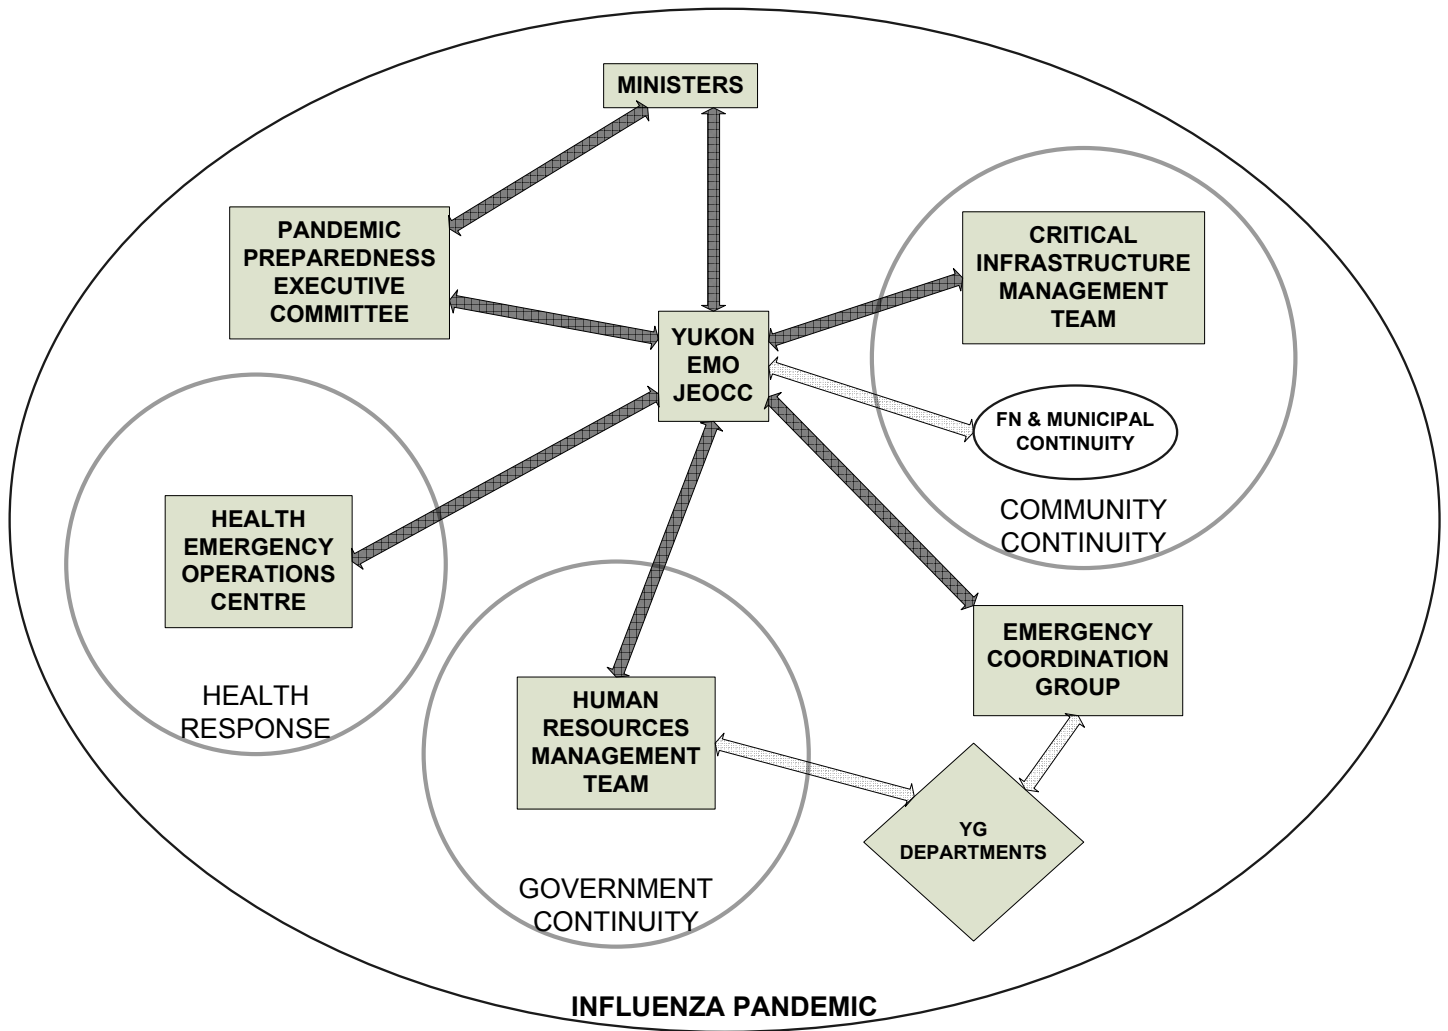 MINISTERS
PANDEMIC
PREPAREDNESS
EXECUTIVE
COMMITTEE
CRITICAL
INFRASTRUCTURE
MANAGEMENT
TEAM
YUKON
EMO
JEOCC
FN & MUNICIPAL
CONTINUITY
COMMUNITY
CONTINUITY
HEALTH
EMERGENCY
OPERATIONS
CENTRE
HEALTH
RESPONSE
EMERGENCY
COORDINATION
GROUP
HUMAN
RESOURCES
MANAGEMENT
TEAM
YG
DEPARTMENTS
GOVERNMENT
CONTINUITY
INFLUENZA PANDEMIC